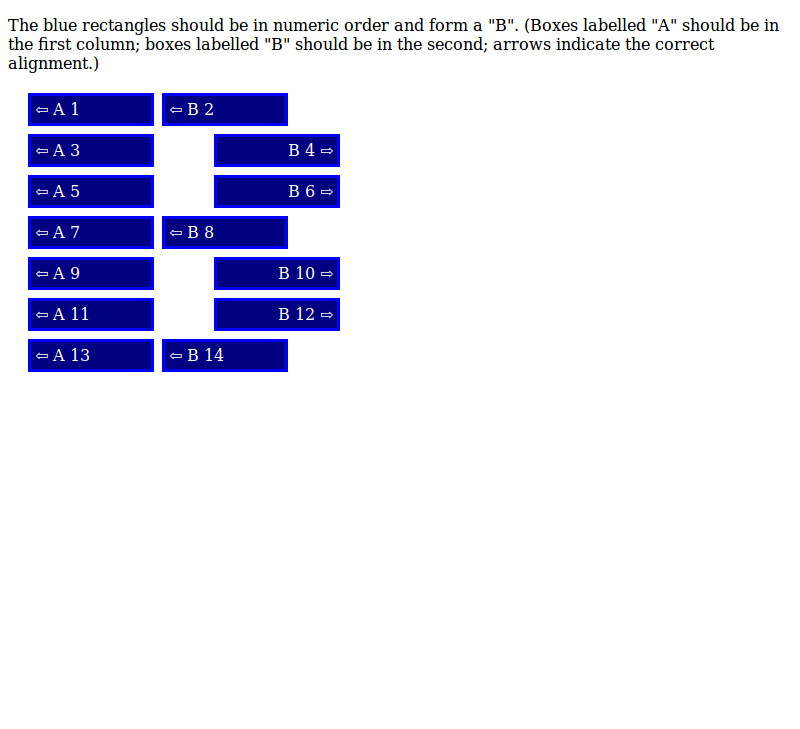 The blue rectangles should be in numeric order and form a "B". (Boxes labelled "A" should be in
the first column; boxes labelled "B" should be in the second; arrows indicate the correct
alignment.)
⇦ A 1 ⇦ B 2
⇦ A 3 B 4 ⇨
⇦ A 5 B 6 ⇨
⇦ A 7 ⇦ B 8
⇦ A 9 B 10 ⇨
⇦ A 11 B 12 ⇨
⇦ A 13 ⇦ B 14